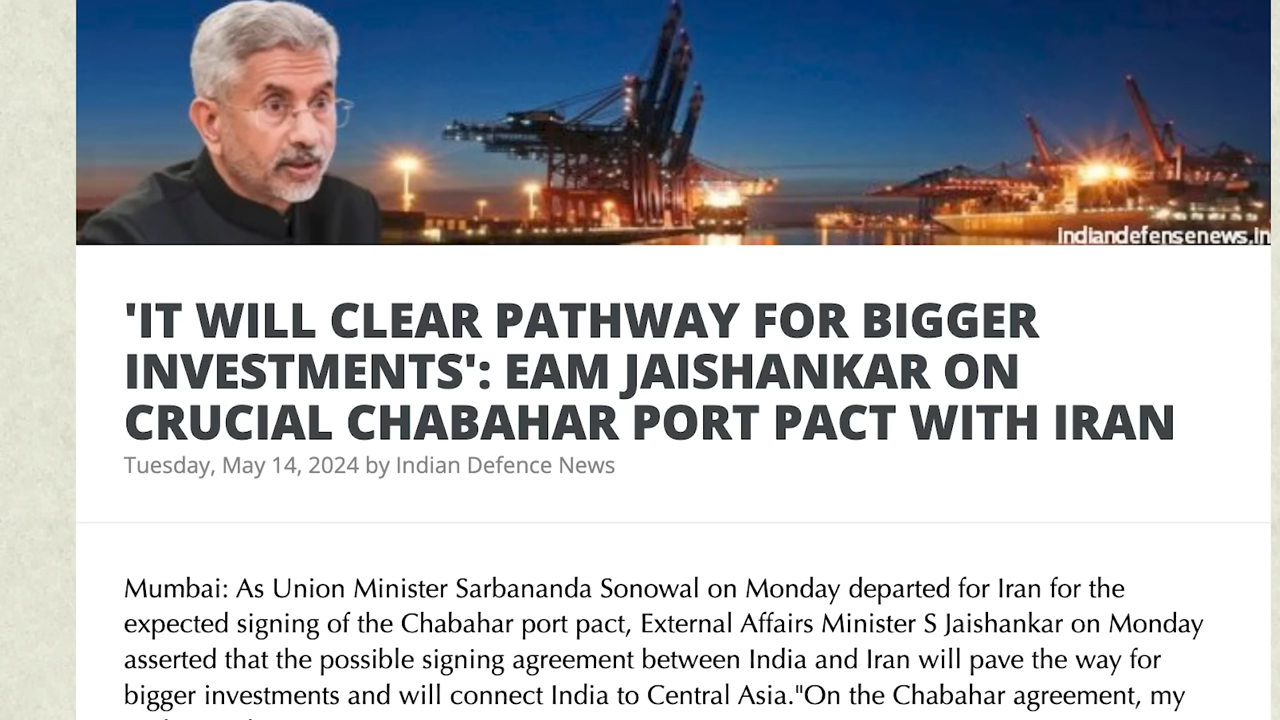 Indiandefensenews.in
'IT WILL CLEAR PATHWAY FOR BIGGER
INVESTMENTS': EAM JAISHANKAR ON
CRUCIAL CHABAHAR PORT PACT WITH IRAN
Tuesday, May 14, 2024 by Indian Defence News
Mumbai: As Union Minister Sarbananda Sonowal on Monday departed for Iran for the
expected signing of the Chabahar port pact, External Affairs Minister S Jaishankar on Monday
asserted that the possible signing agreement between India and Iran will pave the way for
bigger investments and will connect India to Central Asia."On the Chabahar agreement, my